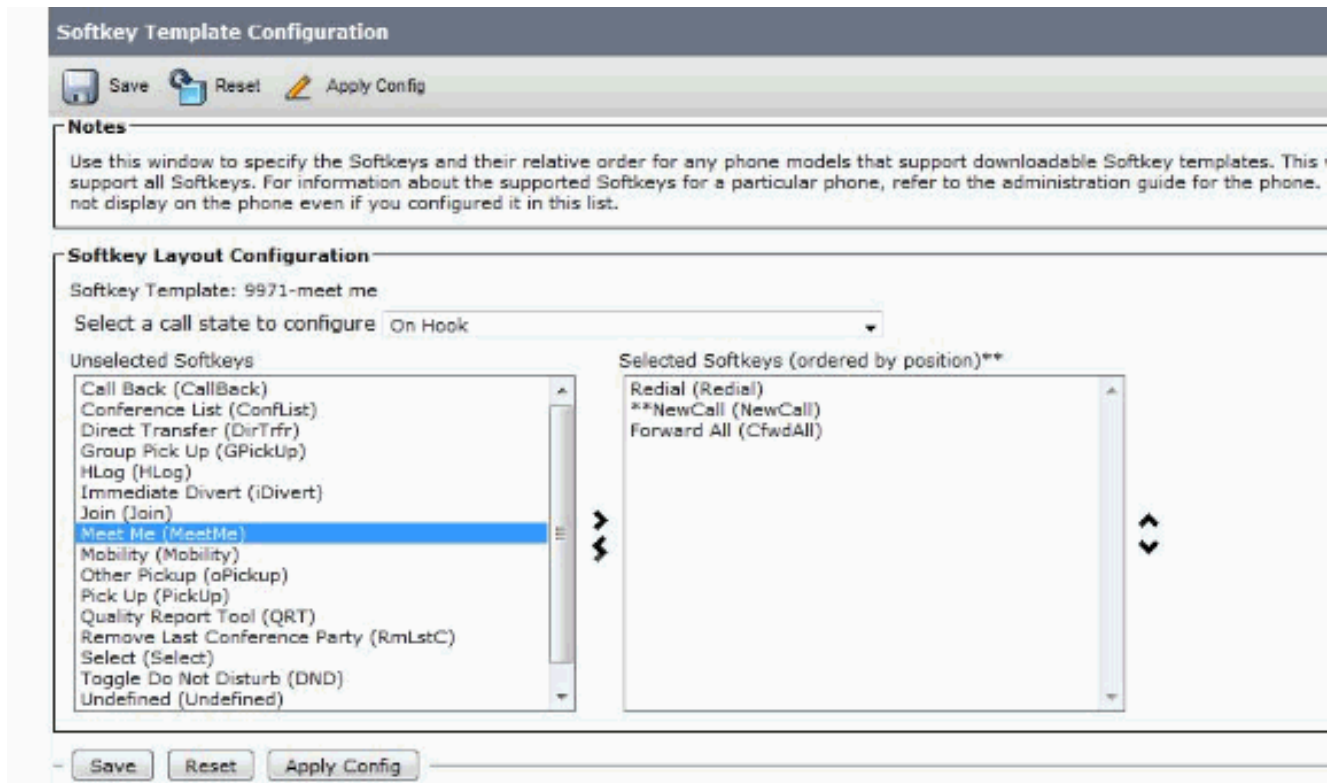 Softkey Template Configuration
Save Reset Apply Config
Notes
Use this window to specify the Softkeys and their relative order for any phone models that support downloadable Softkey templates. This
support all Softkeys. For information about the supported Softkeys for a particular phone, refer to the administration guide for the phone.
not display on the phone even if you configured it in this list.
Softkey Layout Configuration
Softkey Template: 9971-meet me
Select a call state to configure On Hook
Unselected Softkeys
Call Back (CallBack)
Conference List (ConfList)
Direct Transfer (DirTrfr)
Group Pick Up (GPickUp)
HLog (HLog)
Immediate Divert (iDivert)
Join (Join)
Meet Me (MeetMe)
Mobility (Mobility)
Other Pickup (oPickup)
Pick Up (PickUp)
Quality Report Tool (QRT)
Remove Last Conference Party (RmLstC)
Select (Select)
Toggle Do Not Disturb (DND)
Undefined (Undefined)
Selected Softkeys (ordered by position)**
Redial (Redial)
**NewCall (NewCall)
Forward All (CfwdAll)
Save Reset Apply Config